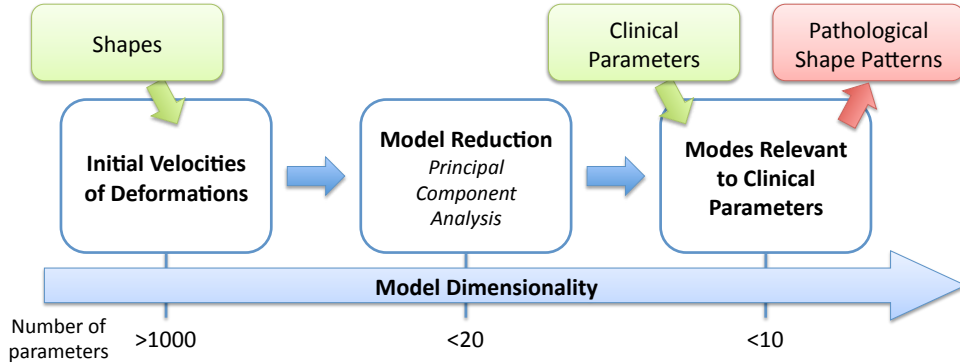 Shapes
Clinical
Parameters
Pathological
Shape Patterns
Initial Velocities
of Deformations
Model Reduction
Principal
Component
Analysis
Modes Relevant
to Clinical
Parameters
Model Dimensionality
Number of
parameters
>1000
<20
<10